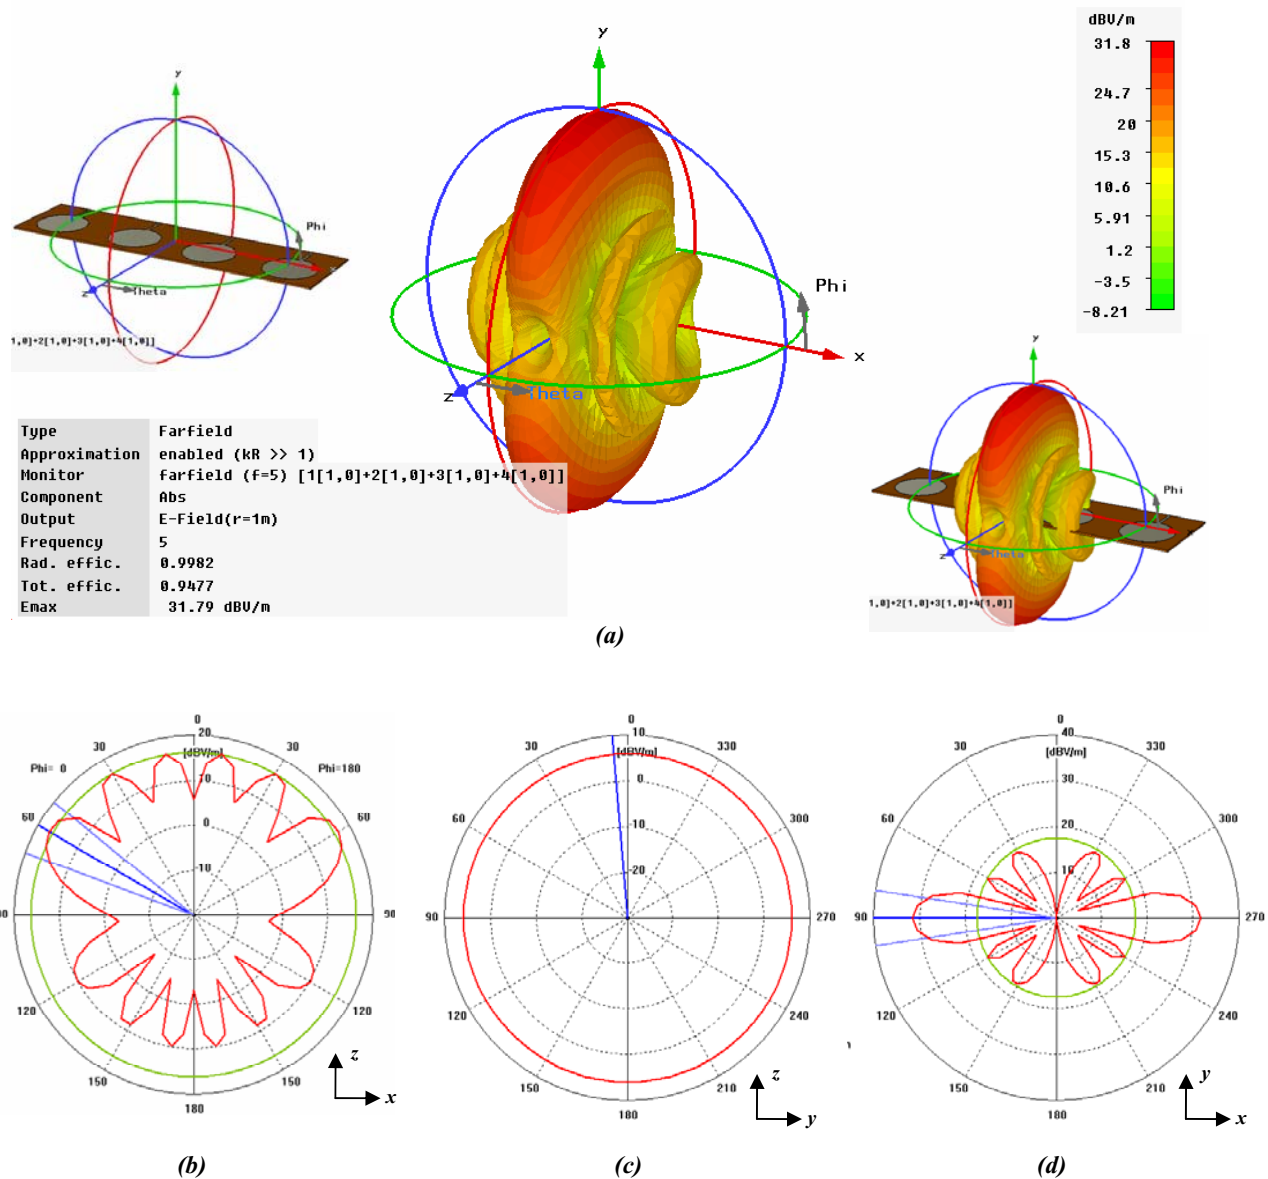 dBV/m
31.8
24.7
20
15.3
10.6
5.91
1.2
-3.5
-8.21
y
Phi
x
z
Theta
1,0]+2[1,0]+3[1,0]+4[1,0]]
y
Phi
x
z
Theta
y
Phi
x
z
Theta
1,0]+2[1,0]+3[1,0]+4[1,0]]
Type Farfield
Approximation enabled (kR >> 1)
Monitor farfield (f=5) [1[1,0]+2[1,0]+3[1,0]+4[1,0]]
Component Abs
Output E-Field(r=1m)
Frequency 5
Rad. effic. 0.9982
Tot. effic. 0.9477
Emax 31.79 dBV/m
(a)
0
20
[dBV/m]
30 30
Phi= 0 Phi=180
10
60 60
0
-10
90 90
120 120
150 150
180
z
x
(b)
0
10
[dBV/m]
30 330
0
60 300
-10
-20
90 270
120 240
150 210
180
z
y
(c)
0
40
[dBV/m]
30 330
30
60 300
20
10
90 270
120 240
150 210
180
y
x
(d)